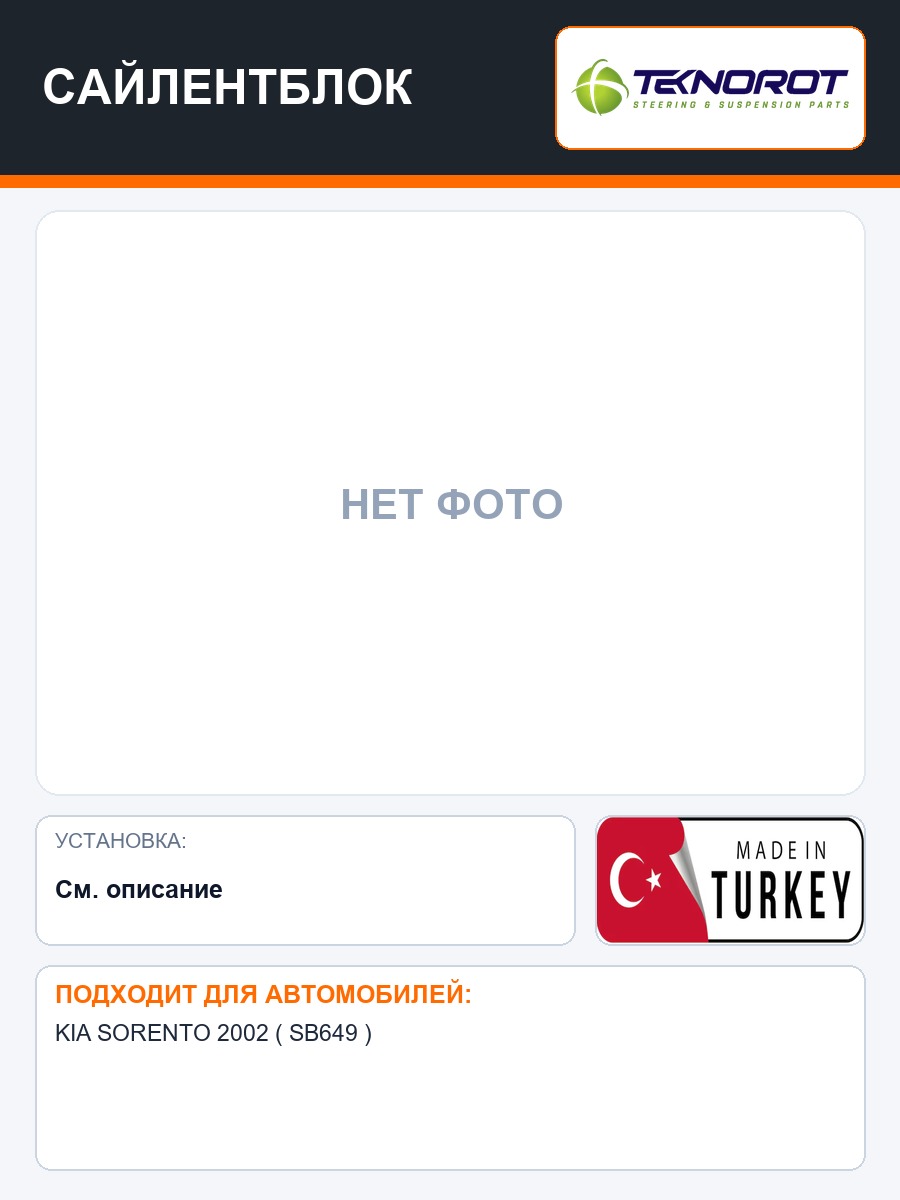 САЙЛЕНТБЛОК
TEKNOROT
STEERING & SUSPENSION PARTS
НЕТ ФОТО
УСТАНОВКА:
См. описание
MADE IN
TURKEY
ПОДХОДИТ ДЛЯ АВТОМОБИЛЕЙ:
KIA SORENTO 2002 ( SB649 )